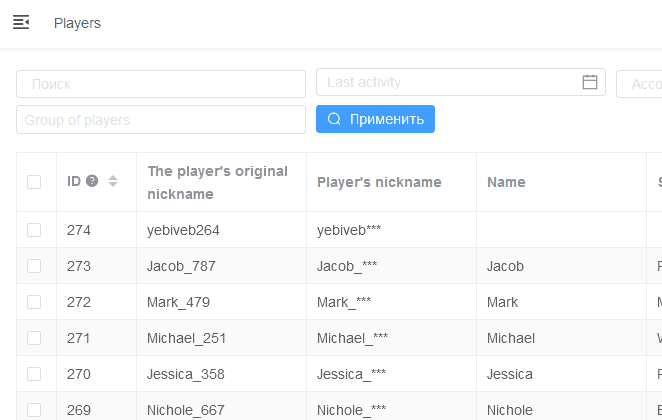 Players
Поиск
Last activity
Acco
Group of players
Применить
ID
The player's original
nickname
Player's nickname
Name
274 yebiveb264 yebiveb***
273 Jacob_787 Jacob_*** Jacob
272 Mark_479 Mark_*** Mark
271 Michael_251 Michael_*** Michael
270 Jessica_358 Jessica_*** Jessica
269 Nichole_667 Nichole_*** Nichole